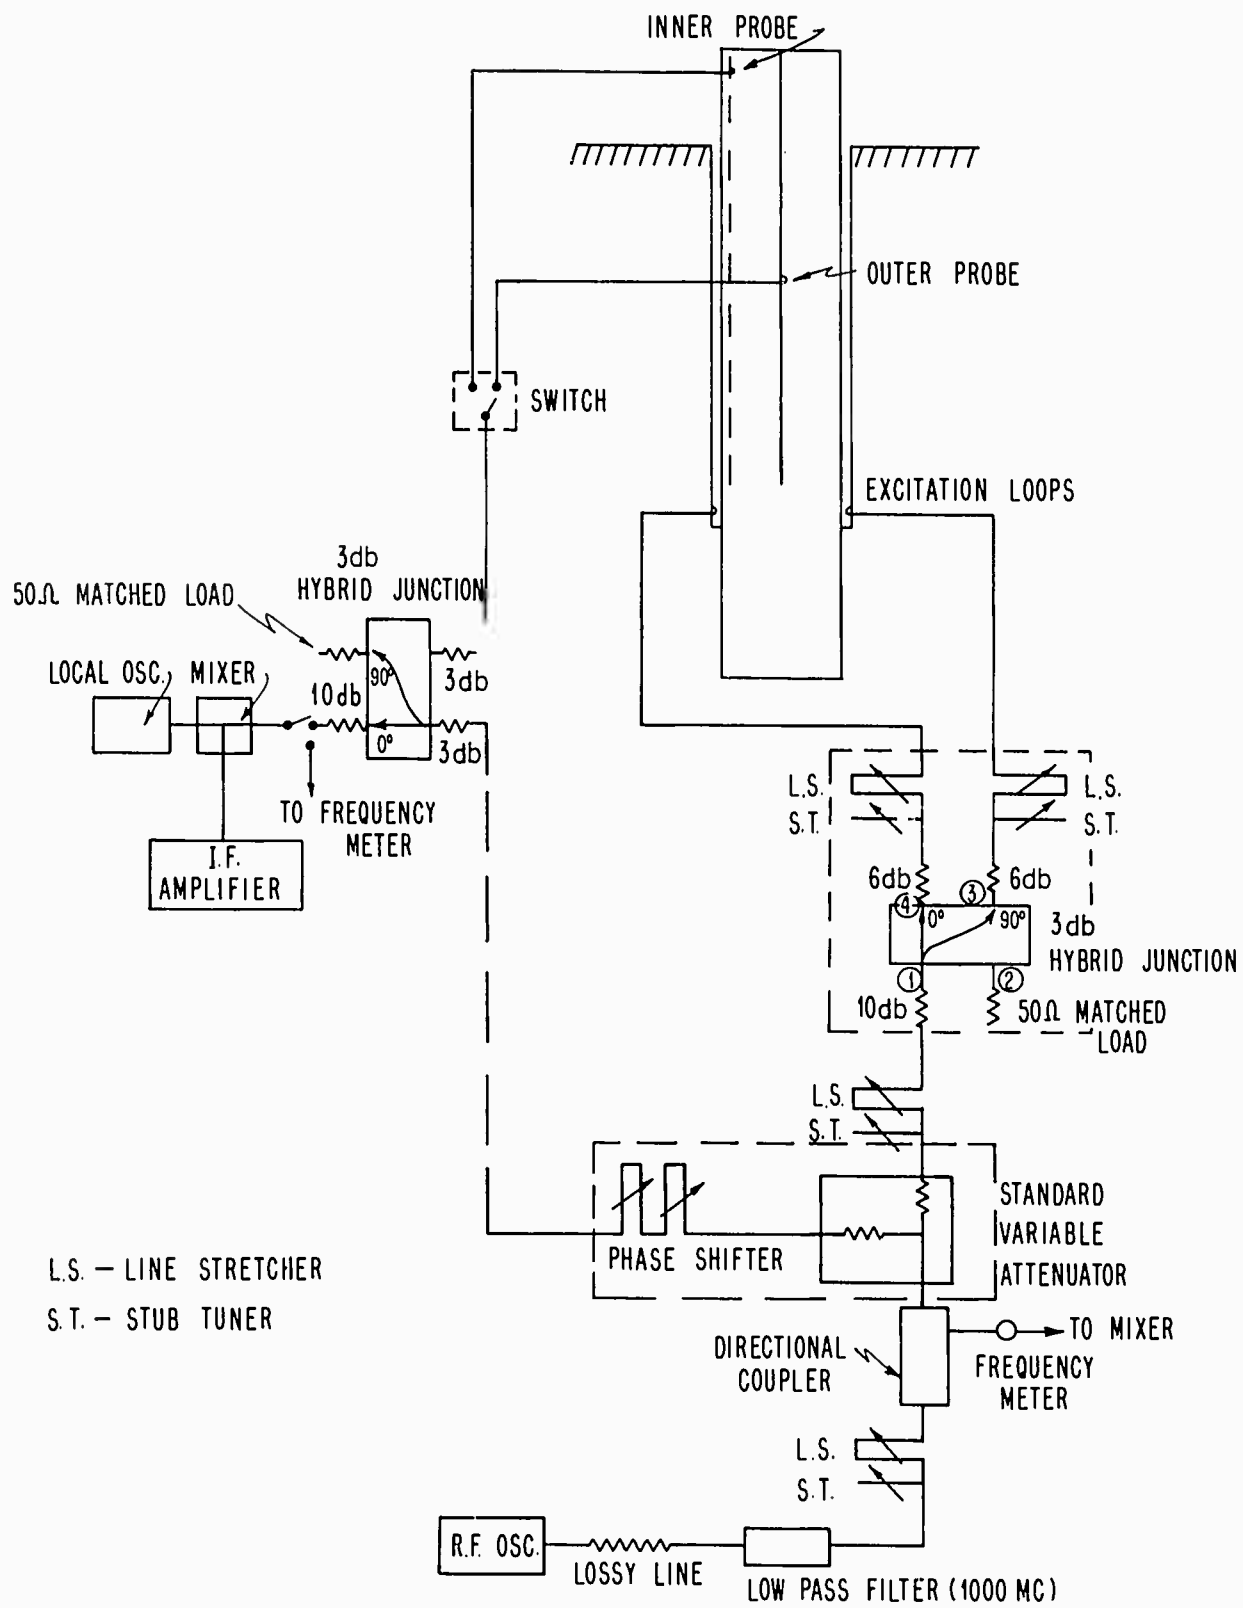 INNER PROBE
OUTER PROBE
SWITCH
EXCITATION LOOPS
3db
HYBRID JUNCTION
50Ω MATCHED LOAD
LOCAL OSC.
MIXER
10db
90°
3db
0°
3db
TO FREQUENCY
METER
I.F.
AMPLIFIER
L.S.
L.S.
S.T.
S.T.
6db
3
6db
4
0°
90°
3db
HYBRID JUNCTION
1
2
10db
50Ω MATCHED
LOAD
L.S.
S.T.
STANDARD
VARIABLE
ATTENUATOR
PHASE SHIFTER
L.S. – LINE STRETCHER
S.T. – STUB TUNER
TO MIXER
DIRECTIONAL
COUPLER
FREQUENCY
METER
L.S.
S.T.
R.F. OSC.
LOSSY LINE
LOW PASS FILTER (1000 MC)